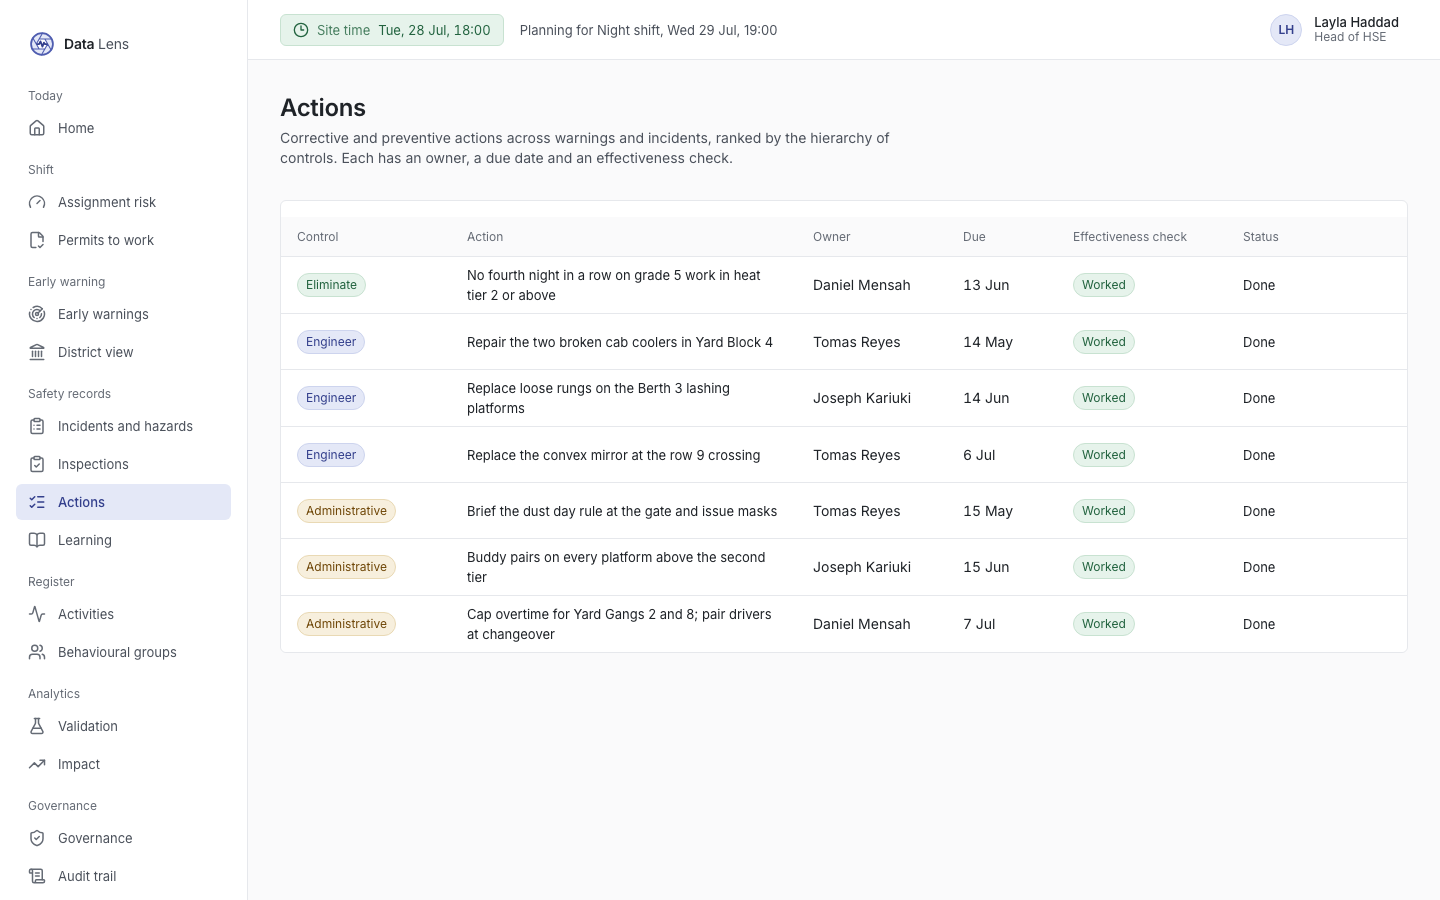 Data Lens
Today
Home
Shift
Assignment risk
Permits to work
Early warning
Early warnings
District view
Safety records
Incidents and hazards
Inspections
Actions
Learning
Register
Activities
Behavioural groups
Analytics
Validation
Impact
Governance
Governance
Audit trail
Site time Tue, 28 Jul, 18:00
Planning for Night shift, Wed 29 Jul, 19:00
LH
Layla Haddad
Head of HSE
Actions
Corrective and preventive actions across warnings and incidents, ranked by the hierarchy of
controls. Each has an owner, a due date and an effectiveness check.
Control Action Owner Due Effectiveness check Status
Eliminate No fourth night in a row on grade 5 work in heat
tier 2 or above Daniel Mensah 13 Jun Worked Done
Engineer Repair the two broken cab coolers in Yard Block 4 Tomas Reyes 14 May Worked Done
Engineer Replace loose rungs on the Berth 3 lashing
platforms Joseph Kariuki 14 Jun Worked Done
Engineer Replace the convex mirror at the row 9 crossing Tomas Reyes 6 Jul Worked Done
Administrative Brief the dust day rule at the gate and issue masks Tomas Reyes 15 May Worked Done
Administrative Buddy pairs on every platform above the second
tier Joseph Kariuki 15 Jun Worked Done
Administrative Cap overtime for Yard Gangs 2 and 8; pair drivers
at changeover Daniel Mensah 7 Jul Worked Done